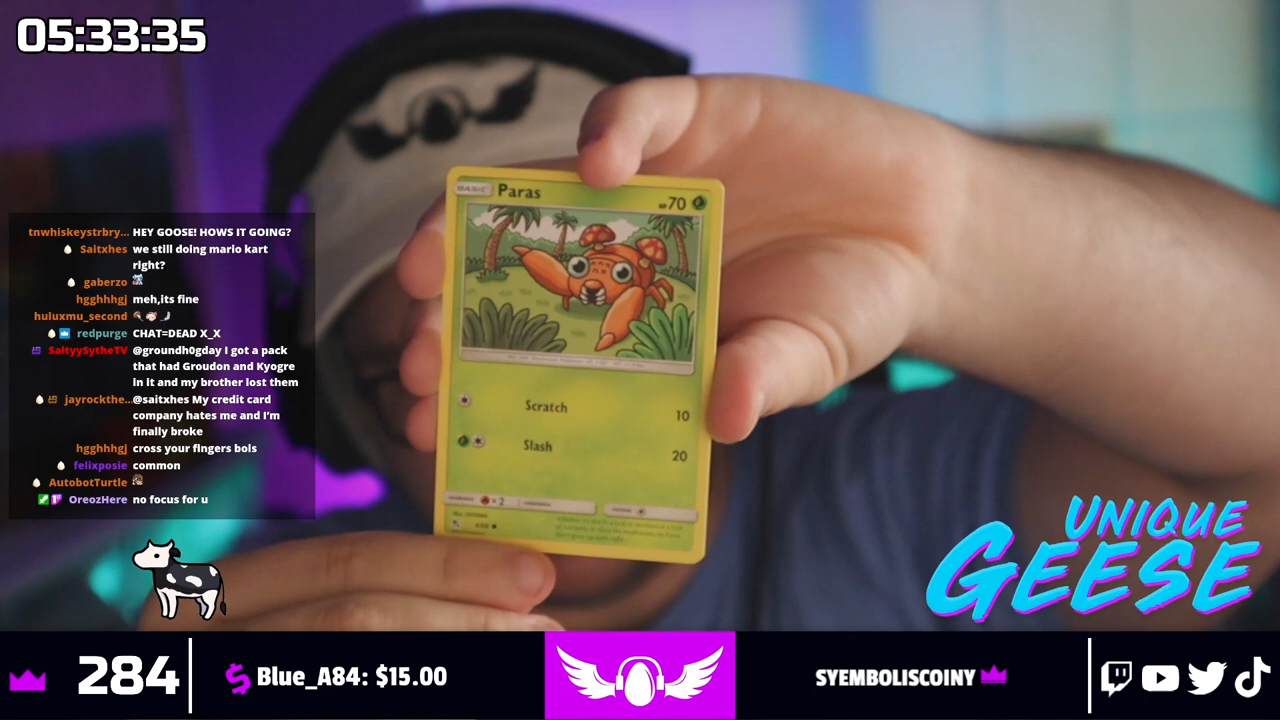 05:33:35
tnwhiskeystrbry... HEY GOOSE! HOWS IT GOING?
Saitxhes we still doing mario kart
right?
gaberzo
hgghhhgj meh,its fine
huluxmu_second
redpurge CHAT=DEAD X_X
SaltyySytheTV @groundh0gday I got a pack
that had Groudon and Kyogre
in it and my brother lost them
jayrockthe... @saitxhes My credit card
company hates me and I'm
finally broke
hgghhhgj cross your fingers bois
felixposie common
AutobotTurtle
OreozHere no focus for u
BASIC Paras HP 70
Scratch 10
Slash 20
×2
UNIQUE
GEESE
284
$ Blue_A84: $15.00
SYEMBOLISCOINY